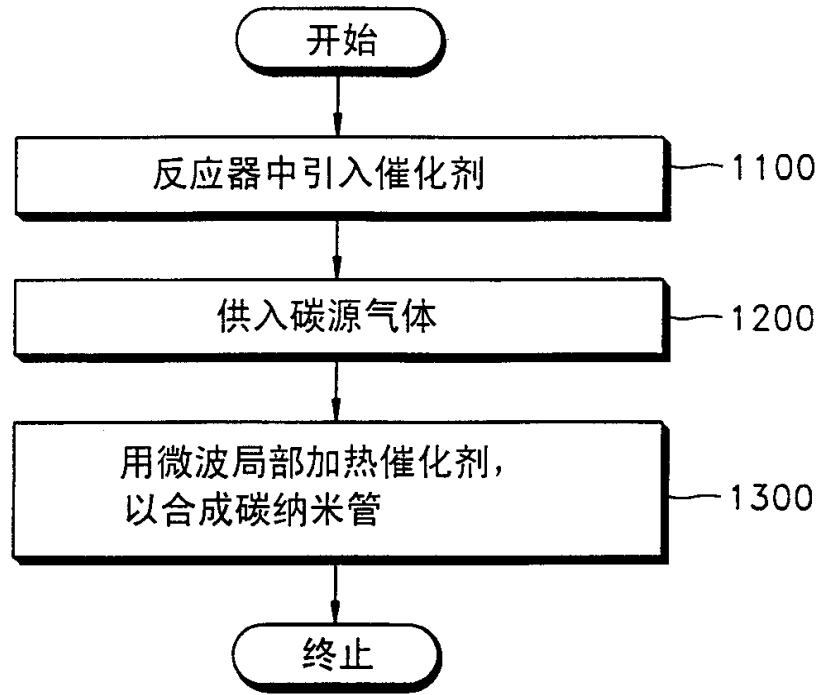 开始
反应器中引入催化剂
1100
供入碳源气体
1200
用微波局部加热催化剂，
以合成碳纳米管
1300
终止